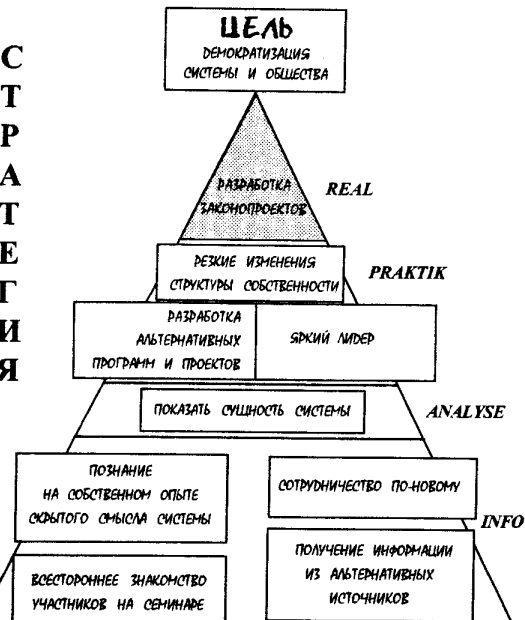 СТРАТЕГИЯ
ЦЕЛЬ
ДЕМОКРАТИЗАЦИЯ
СИСТЕМЫ И ОБЩЕСТВА
РАЗРАБОТКА
ЗАКОНОПРОЕКТОВ
REAL
РЕЗКИЕ ИЗМЕНЕНИЯ
СТРУКТУРЫ СОБСТВЕННОСТИ
PRAKTIK
РАЗРАБОТКА
АЛЬТЕРНАТИВНЫХ
ПРОГРАММ И ПРОЕКТОВ
ЯРКИЙ ЛИДЕР
ПОКАЗАТЬ СУЩНОСТЬ СИСТЕМЫ
ANALYSE
ПОЗНАНИЕ
НА СОБСТВЕННОМ ОПЫТЕ
СКРЫТОГО СМЫСЛА СИСТЕМЫ
СОТРУДНИЧЕСТВО ПО-НОВОМУ
INFO
ВСЕСТОРОННЕЕ ЗНАКОМСТВО
УЧАСТНИКОВ НА СЕМИНАРЕ
ПОЛУЧЕНИЕ ИНФОРМАЦИИ
ИЗ АЛЬТЕРНАТИВНЫХ
ИСТОЧНИКОВ